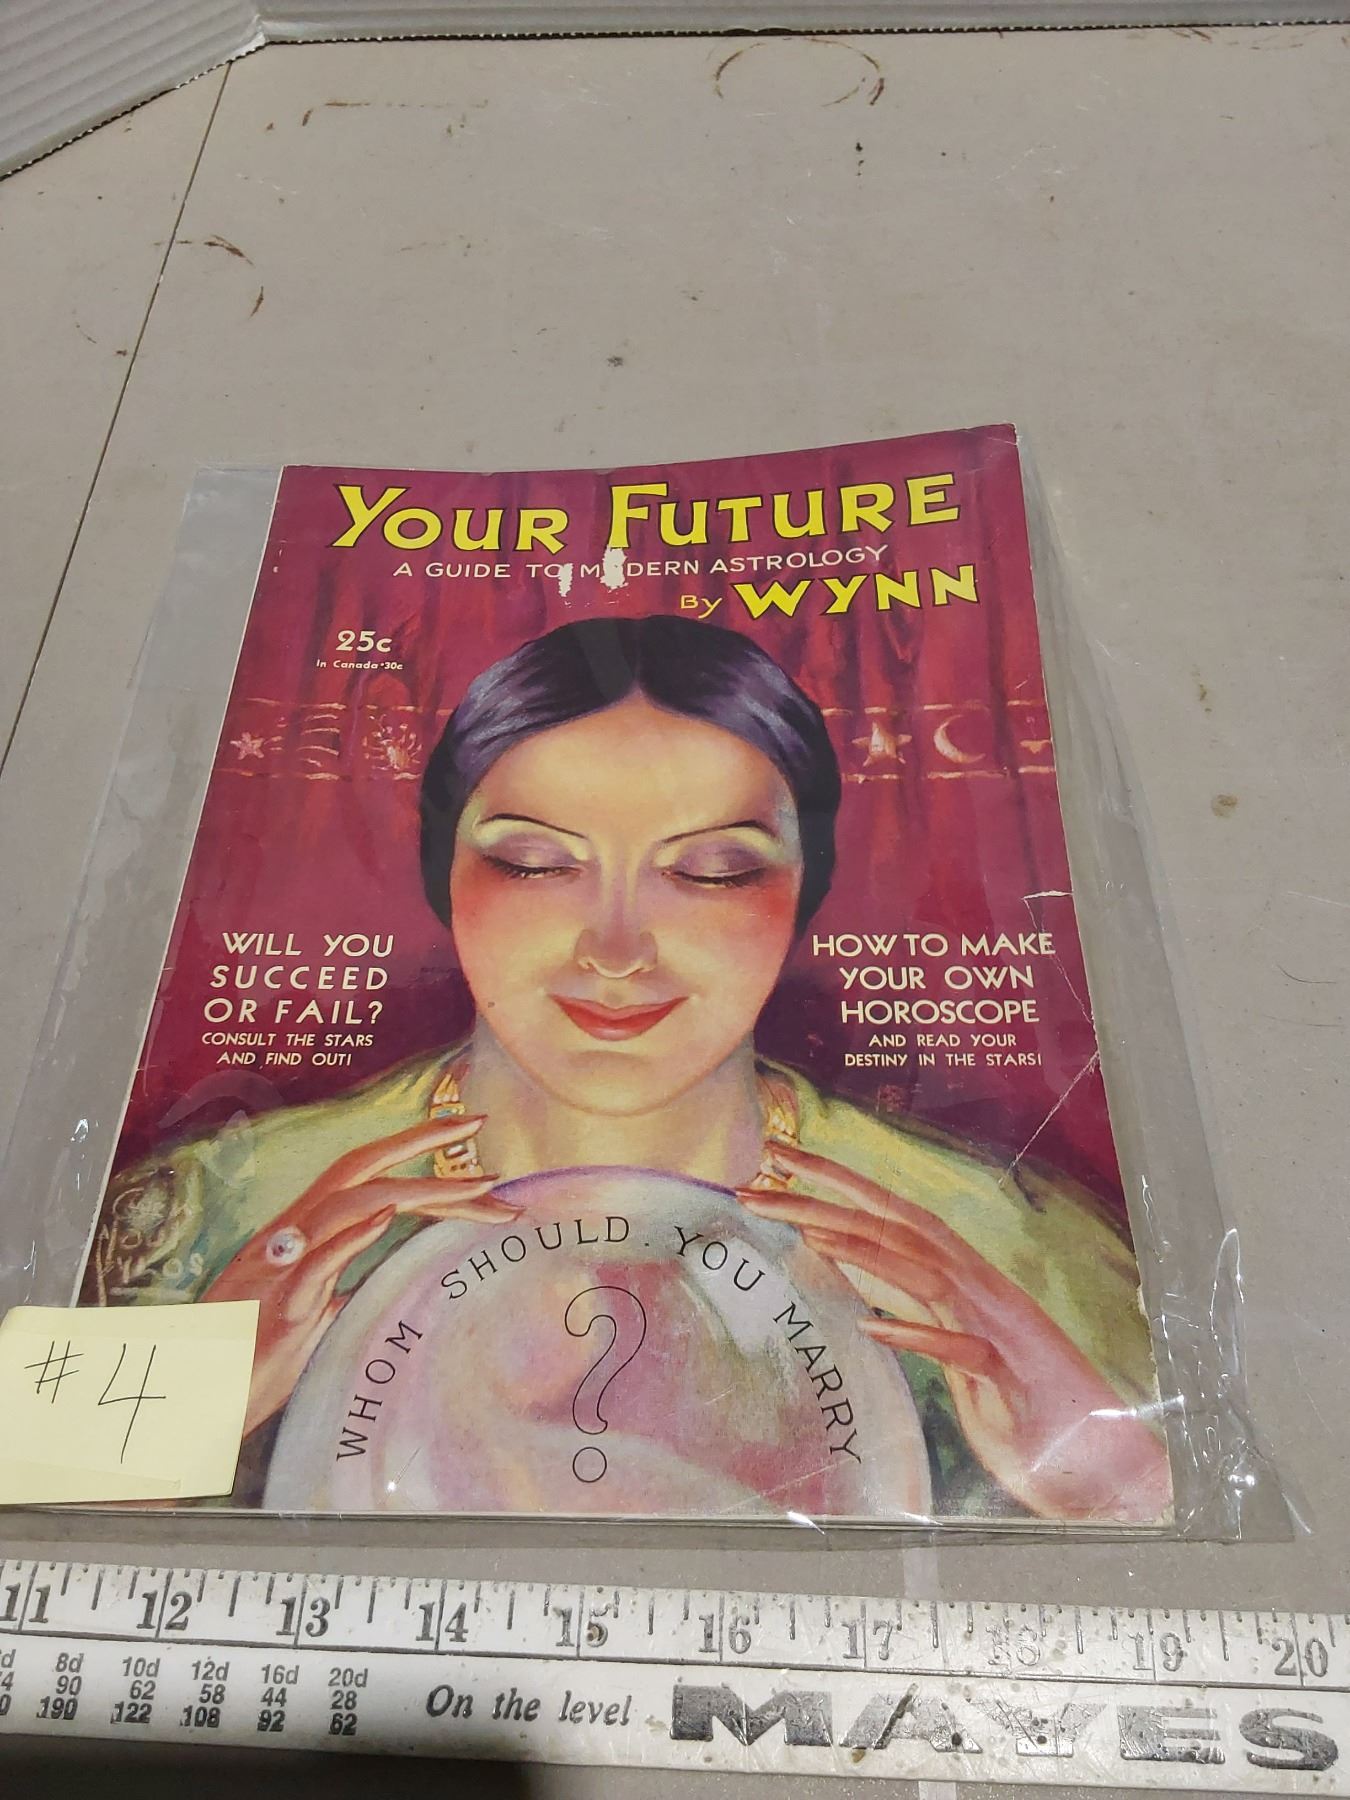 YOUR FUTURE
A GUIDE TO MODERN ASTROLOGY
By WYNN
25c
In Canada 30c
WILL YOU
SUCCEED
OR FAIL?
CONSULT THE STARS
AND FIND OUT!
HOW TO MAKE
YOUR OWN
HOROSCOPE
AND READ YOUR
DESTINY IN THE STARS!
WHOM SHOULD YOU MARRY
?
#4
11 12 13 14 15 16 17 18 19 20
8d 10d 12d 16d 20d
90 62 58 44 28
190 122 108 92 62
On the level MAYES